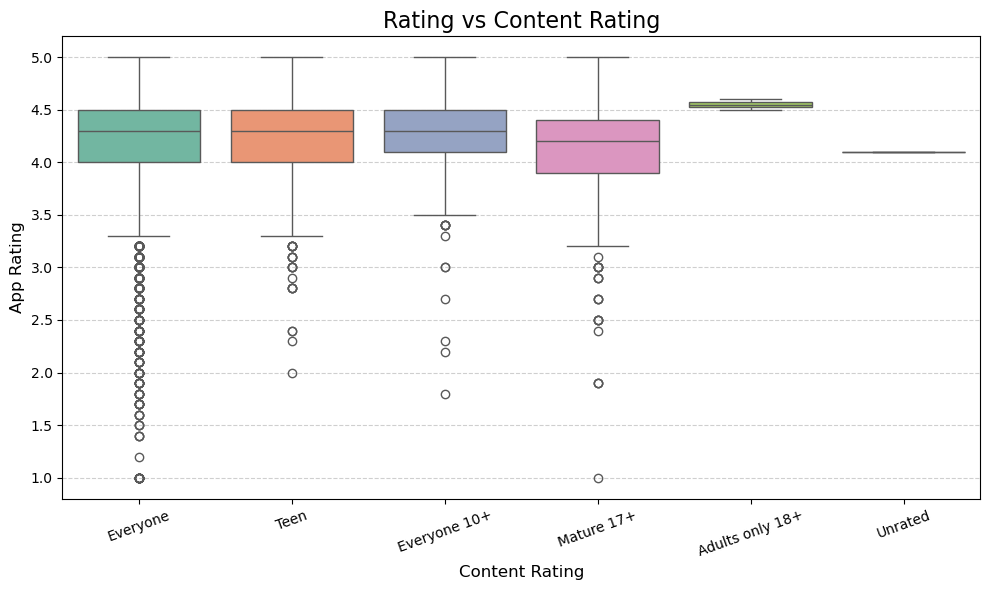 Rating vs Content Rating
App Rating
5.0
4.5
4.0
3.5
3.0
2.5
2.0
1.5
1.0
Everyone
Teen
Everyone 10+
Mature 17+
Adults only 18+
Unrated
Content Rating